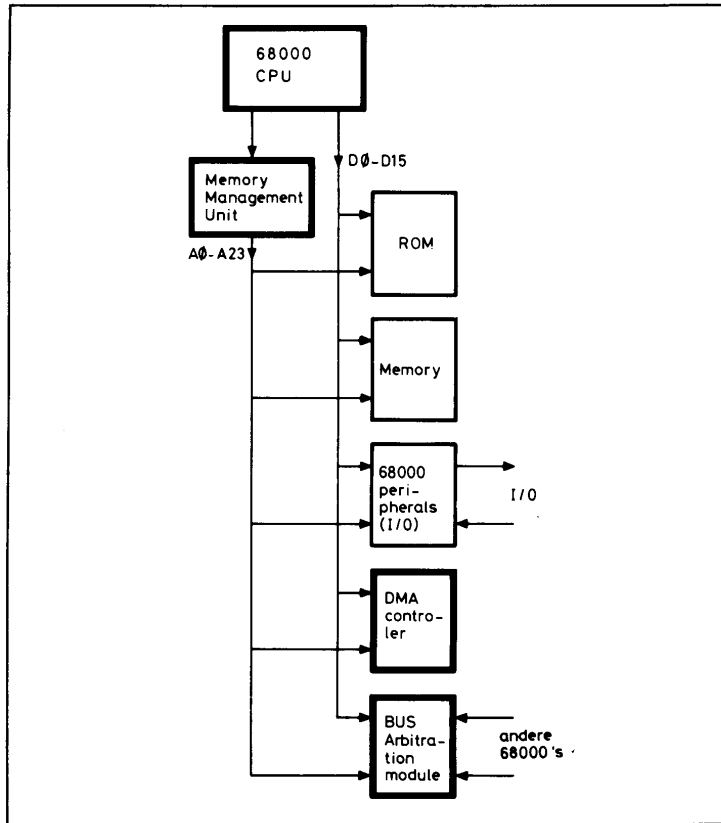 68000
CPU
DØ-D15
Memory
Management
Unit
AØ-A23
ROM
Memory
68000
peri-
pherals
(I/O)
I/O
DMA
contro-
ler
BUS
Arbitra-
tion
module
andere
68000's